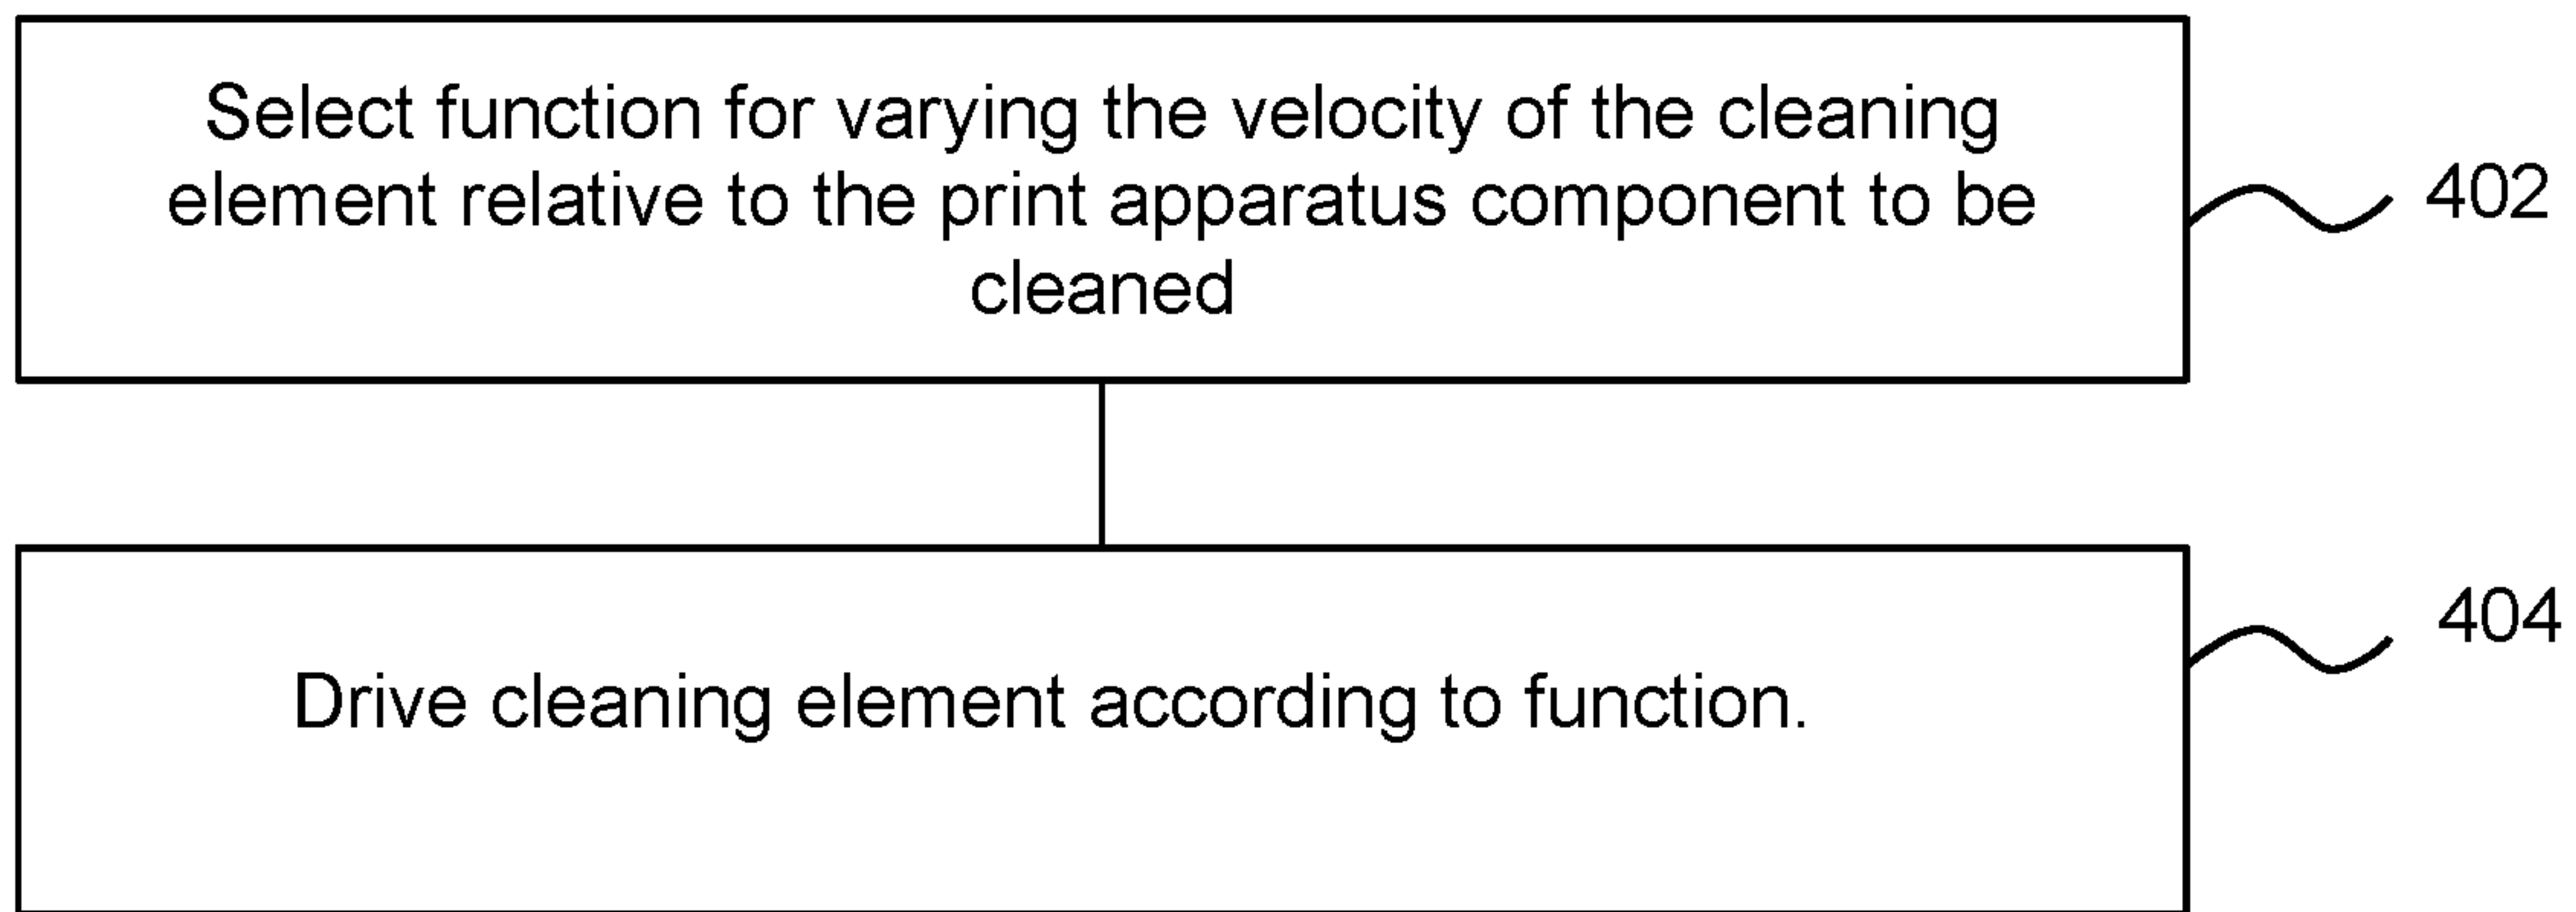 Select function for varying the velocity of the cleaning
element relative to the print apparatus component to be
cleaned
402
Drive cleaning element according to function.
404